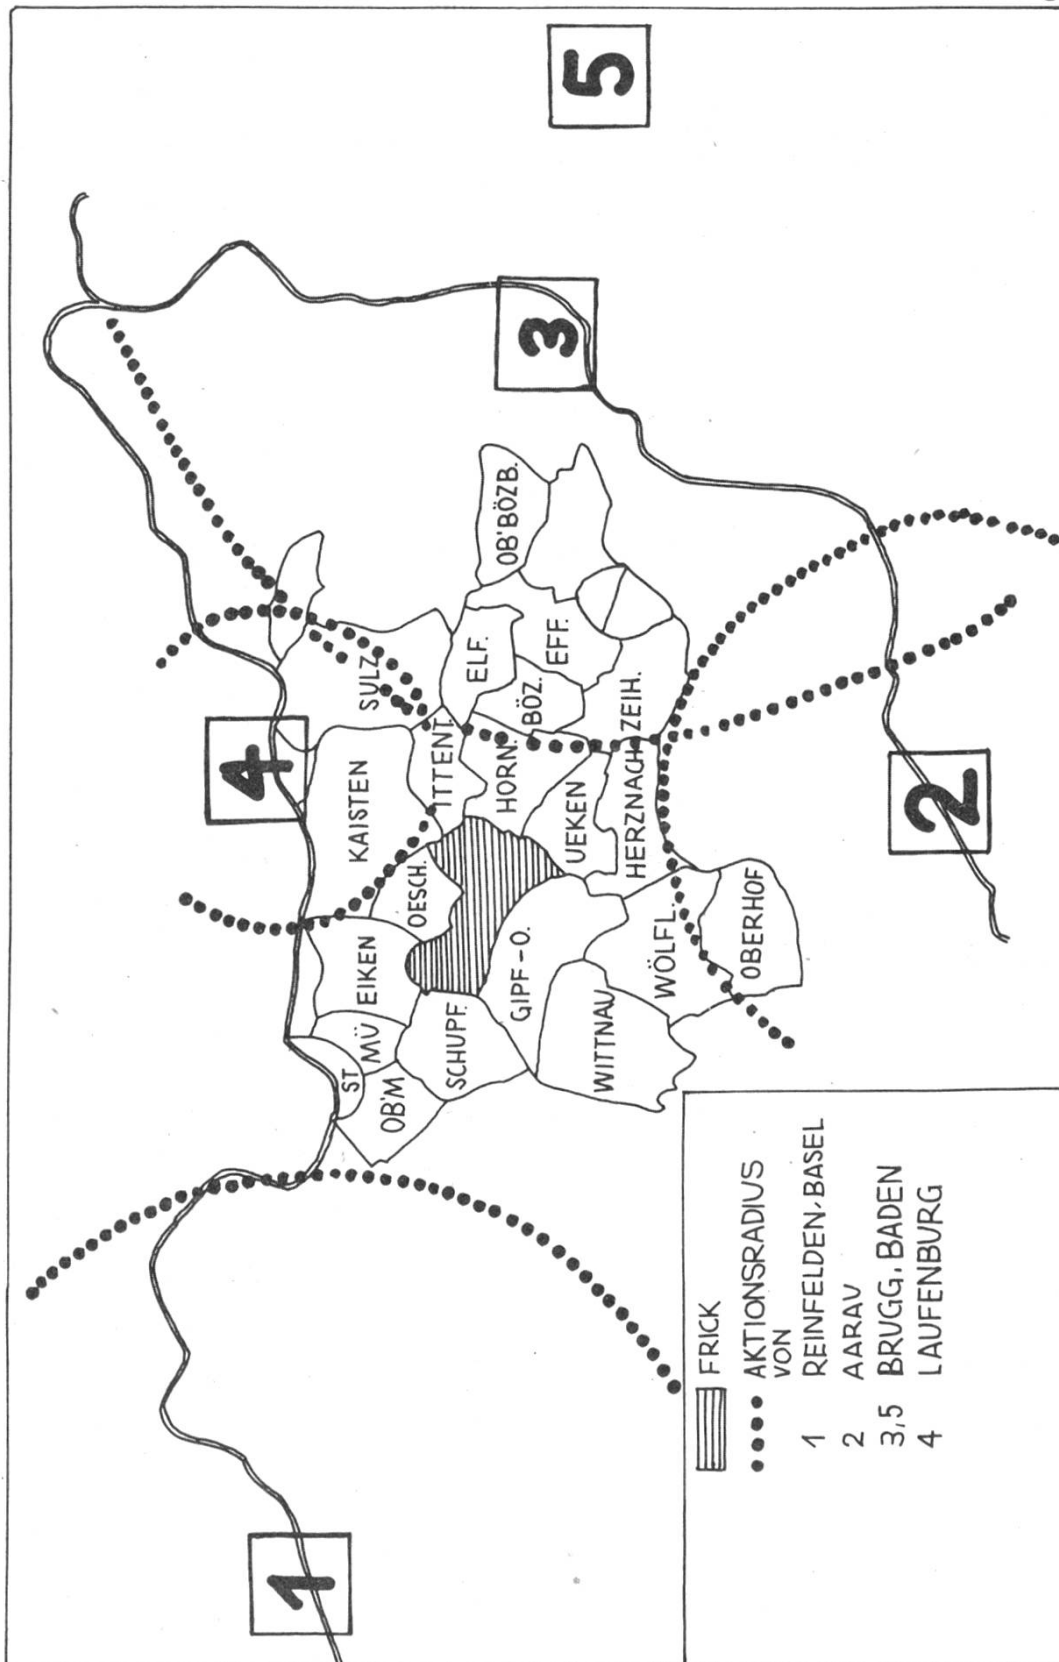 1
2
3
4
5
SULZ
KAISTEN
ITTENT.
ELF.
OB'BÖZB.
EFF.
BÖZ.
HORN.
ZEIH.
UEKEN
HERZNACH
OESCH.
EIKEN
MÜ
ST
OB'M
SCHUPF.
GIPF-O.
WITTNAU
WÖLFL.
OBERHOF
FRICK
AKTIONSRADIUS
VON
1 REINFELDEN,BASEL
2 AARAV
3,5 BRUGG, BADEN
4 LAUFENBURG